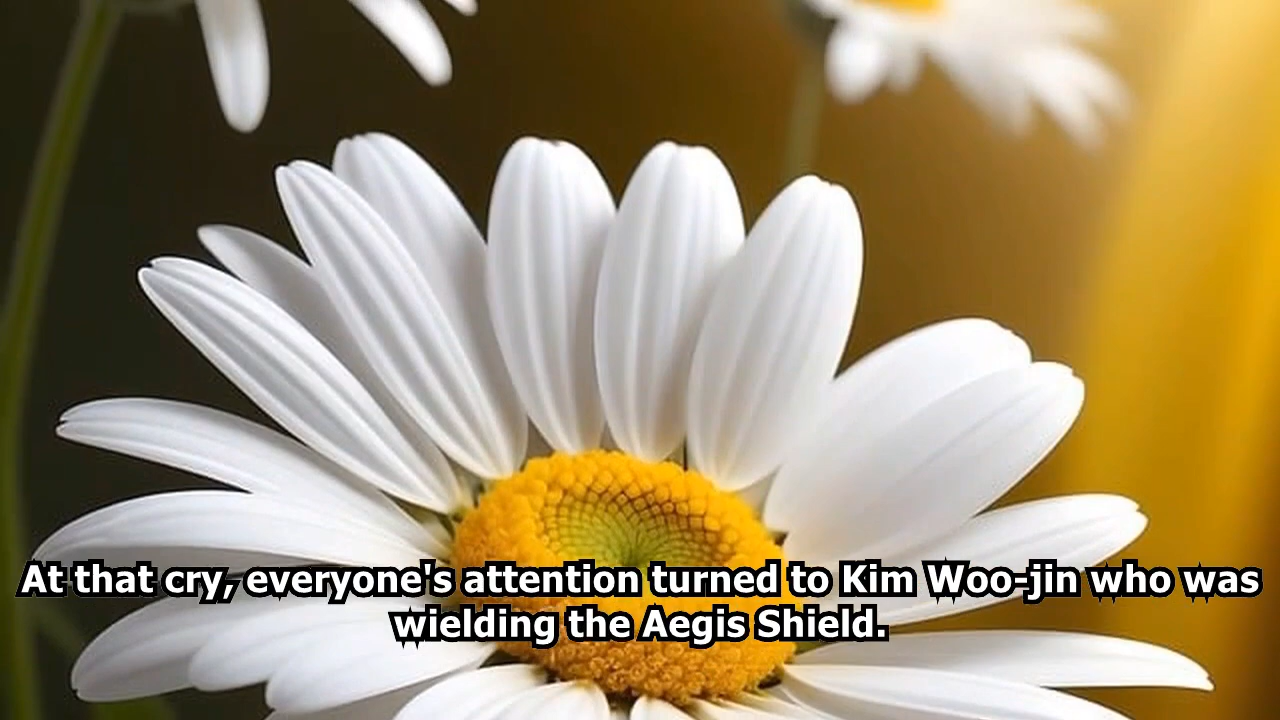 At that cry, everyone's attention turned to Kim Woo-jin who was
wielding the Aegis Shield.